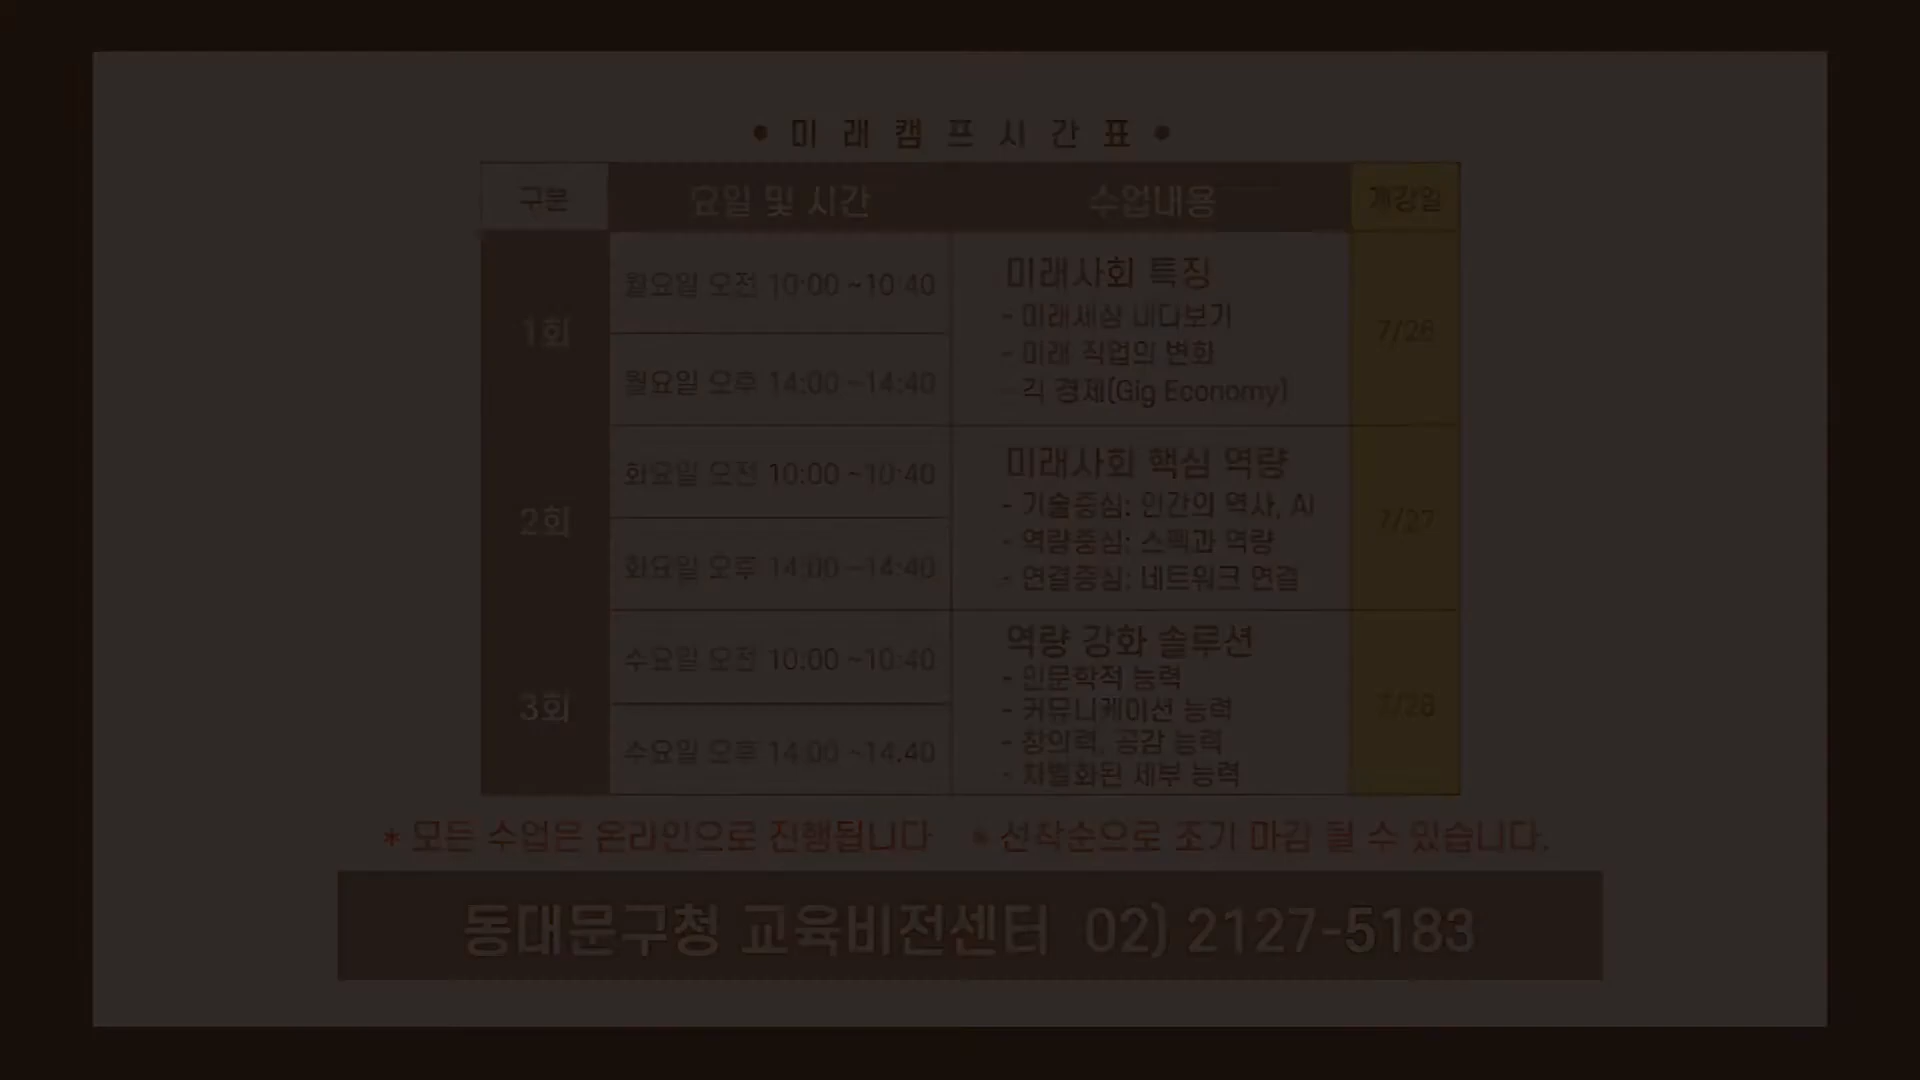 • 미 래 캠 프 시 간 표 •
구분 요일 및 시간 수업내용 개강일
1회
월요일 오전 10:00 ~10:40
월요일 오후 14:00 ~14:40
미래사회 특징
- 미래세상 내다보기
- 미래 직업의 변화
- 긱 경제(Gig Economy)
7/26
2회
화요일 오전 10:00 ~10:40
화요일 오후 14:00 ~14:40
미래사회 핵심 역량
- 기술중심: 인간의 역사, AI
- 역량중심: 스펙과 역량
- 연결중심: 네트워크 연결
7/27
3회
수요일 오전 10:00 ~10:40
수요일 오후 14:00 ~14:40
역량 강화 솔루션
- 인문학적 능력
- 커뮤니케이션 능력
- 창의력, 공감 능력
- 차별화된 세부 능력
7/28
* 모든 수업은 온라인으로 진행됩니다 * 선착순으로 조기 마감 될 수 있습니다.
동대문구청 교육비전센터 02) 2127-5183